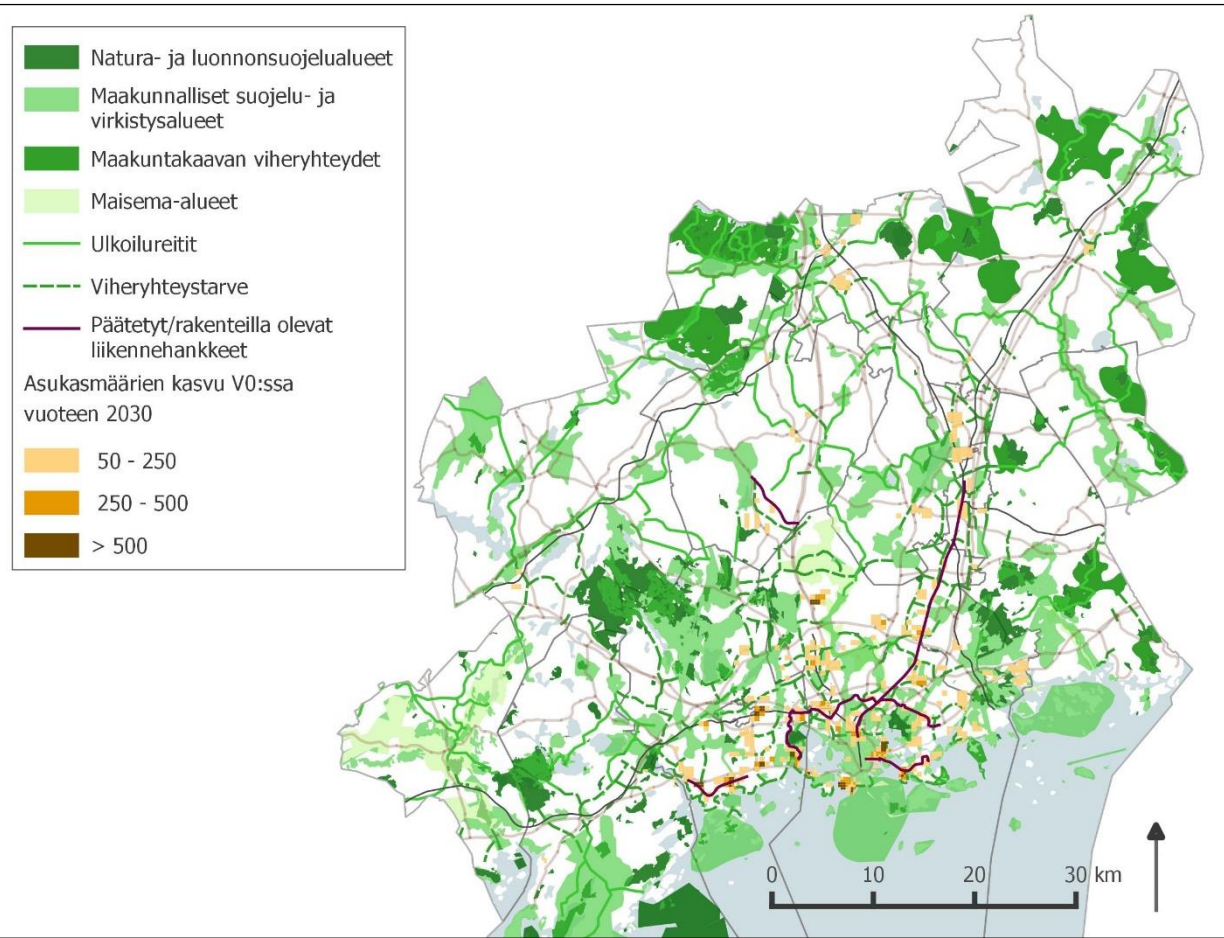 Natura- ja luonnonsuojelualueet
Maakunnalliset suojelu- ja
virkistysalueet
Maakuntakaavan viheryhteydet
Maisema-alueet
Ulkoilureitit
Viheryhteystarve
Päätetyt/rakenteilla olevat
liikennehankkeet
Asukasmäärien kasvu V0:ssa
vuoteen 2030
50 - 250
250 - 500
> 500
0 10 20 30 km